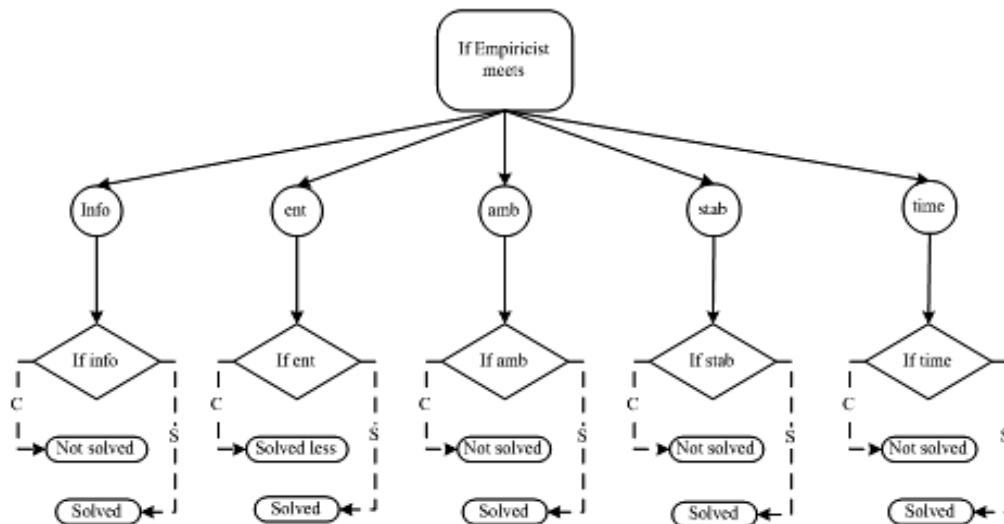 If Empiricist
meets
Info
ent
amb
stab
time
If info
If ent
If amb
If stab
If time
C
C
C
C
C
S
S
S
S
S
Not solved
Solved less
Not solved
Not solved
Not solved
Solved
Solved
Solved
Solved
Solved